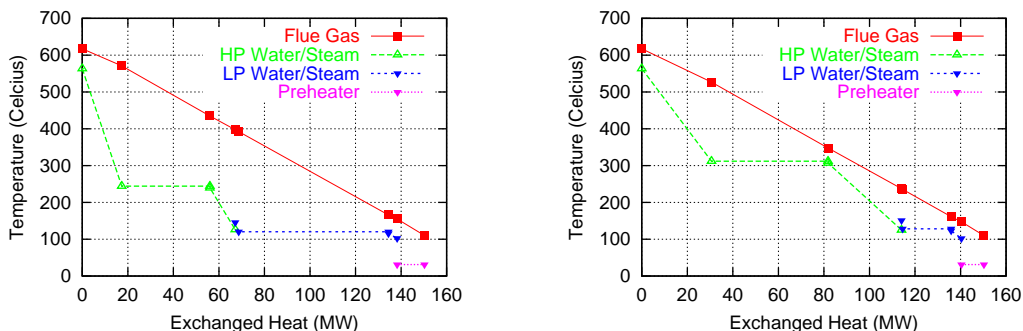 700
600
500
400
300
200
100
0
Temperature (Celcius)
Flue Gas
HP Water/Steam
LP Water/Steam
Preheater
0 20 40 60 80 100 120 140 160
Exchanged Heat (MW)
700
600
500
400
300
200
100
0
Temperature (Celcius)
Flue Gas
HP Water/Steam
LP Water/Steam
Preheater
0 20 40 60 80 100 120 140 160
Exchanged Heat (MW)